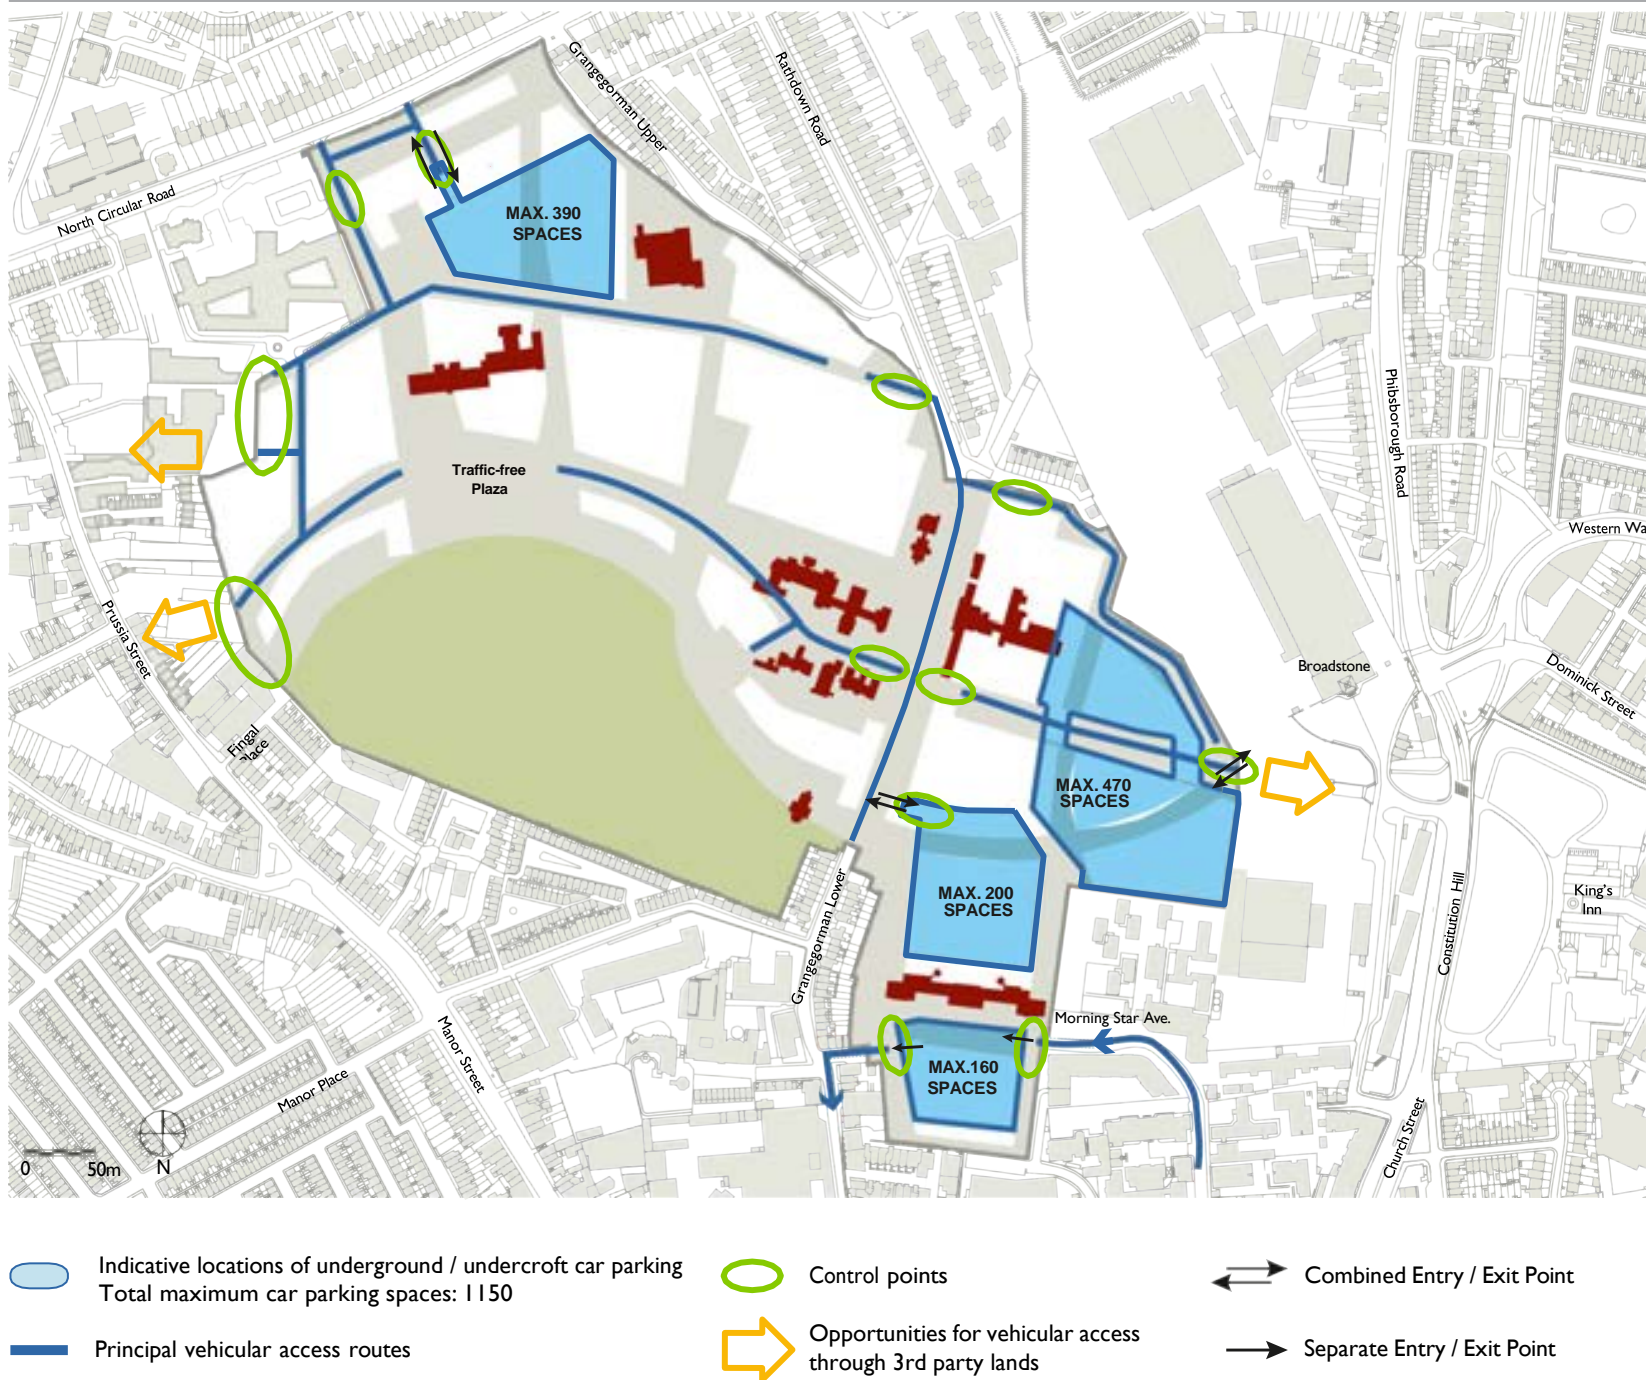 Grangegorman Upper
Rathdown Road
North Circular Road
MAX. 390
SPACES
Phibsborough Road
Traffic-free
Plaza
Western Wa
Prussia Street
Broadstone
Dominick Street
Fingal
Place
MAX. 470
SPACES
Grangegorman Lower
MAX. 200
SPACES
King's
Inn
Constitution Hill
Morning Star Ave.
Manor Street
MAX.160
SPACES
Manor Place
Church Street
0 50m
N
Indicative locations of underground / undercroft car parking
Total maximum car parking spaces: 1150
Control points
Combined Entry / Exit Point
Principal vehicular access routes
Opportunities for vehicular access
through 3rd party lands
Separate Entry / Exit Point